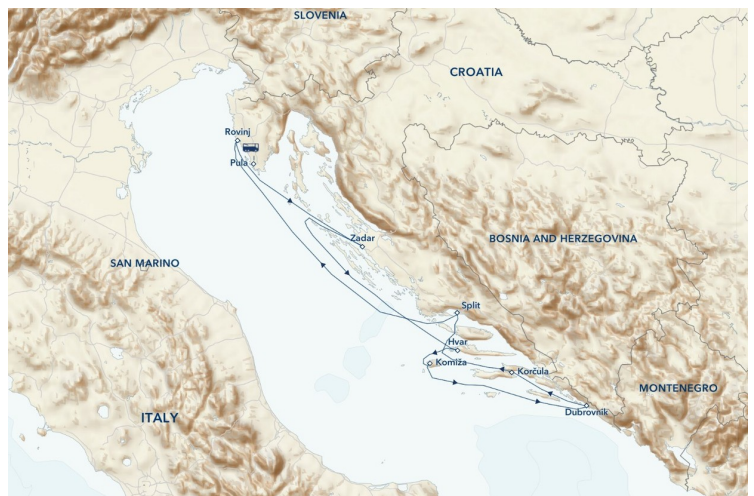 SLOVENIA
CROATIA
Rovinj
Pula
Zadar
BOSNIA AND HERZEGOVINA
SAN MARINO
Split
Hvar
Komiža
Korčula
MONTENEGRO
Dubrovnik
ITALY